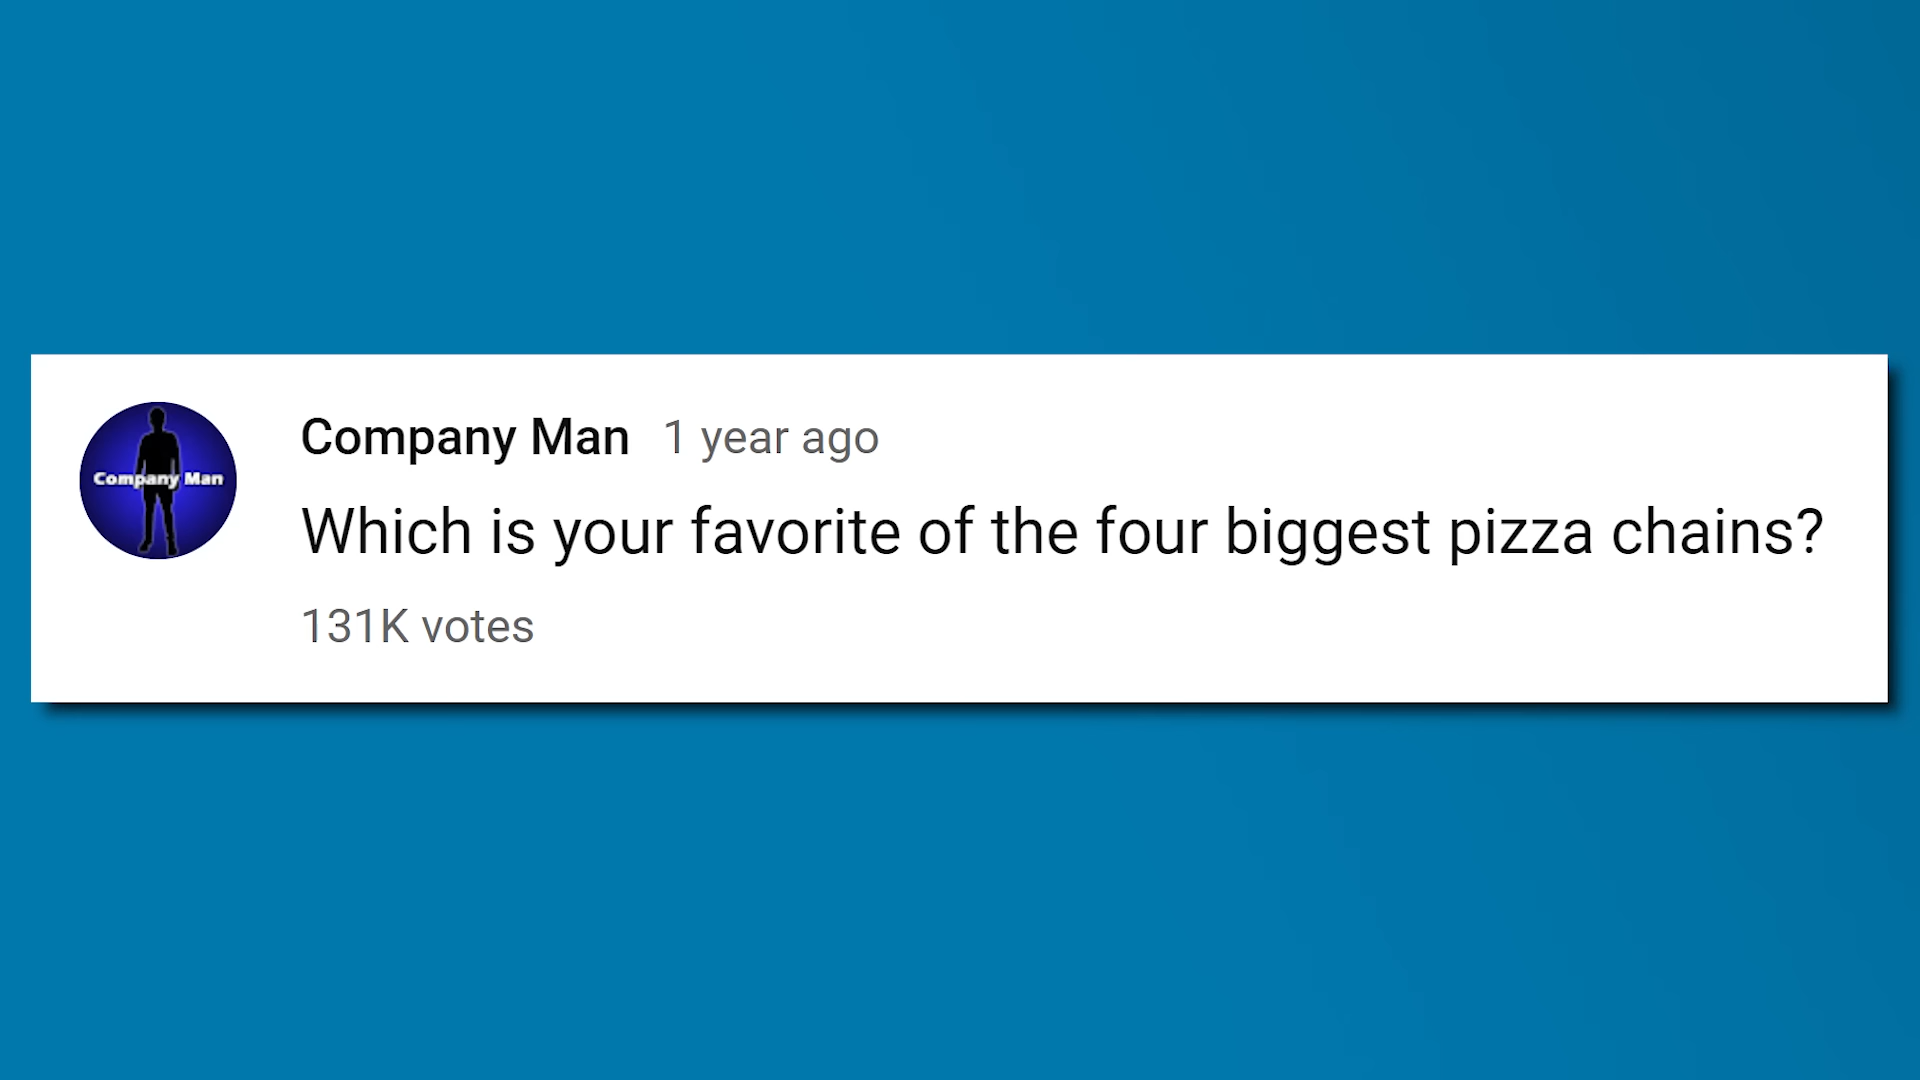 Company Man
Company Man 1 year ago
Which is your favorite of the four biggest pizza chains?
131K votes